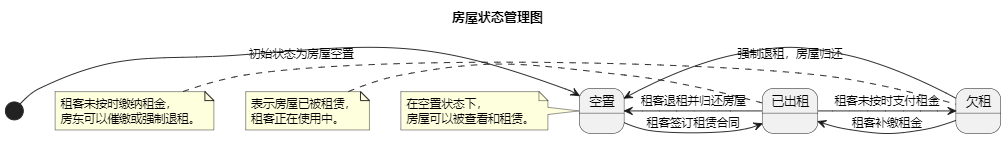 房屋状态管理图
初始状态为房屋空置
强制退租，房屋归还
租客未按时缴纳租金，
房东可以催缴或强制退租。
表示房屋已被租赁，
租客正在使用中。
在空置状态下，
房屋可以被查看和租赁。
空置
租客退租并归还房屋
租客签订租赁合同
已出租
租客未按时支付租金
租客补缴租金
欠租